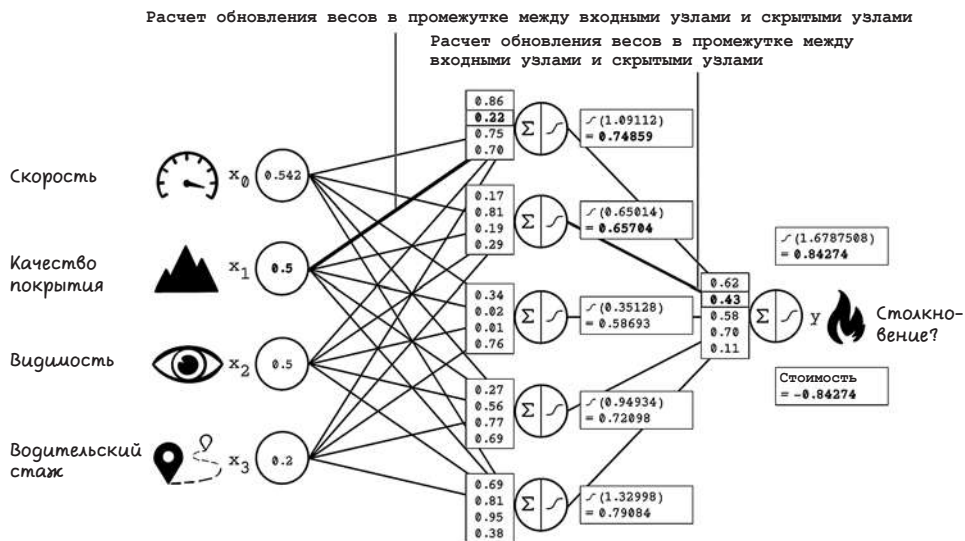 Расчет обновления весов в промежутке между входными узлами и скрытыми узлами
Расчет обновления весов в промежутке между
входными узлами и скрытыми узлами
Скорость
x0
0.542
Качество
покрытия
x1
0.5
Видимость
x2
0.5
Водительский
стаж
x3
0.2
0.86
0.22
0.75
0.70
Σ
(1.09112)
= 0.74859
0.17
0.81
0.19
0.29
Σ
(0.65014)
= 0.65704
0.34
0.02
0.01
0.76
Σ
(0.35128)
= 0.58693
0.27
0.56
0.77
0.69
Σ
(0.94934)
= 0.72098
0.69
0.81
0.95
0.38
Σ
(1.32998)
= 0.79084
0.62
0.43
0.58
0.70
0.11
Σ
(1.6787508)
= 0.84274
y
Столкно-
вение?
Стоимость
= -0.84274